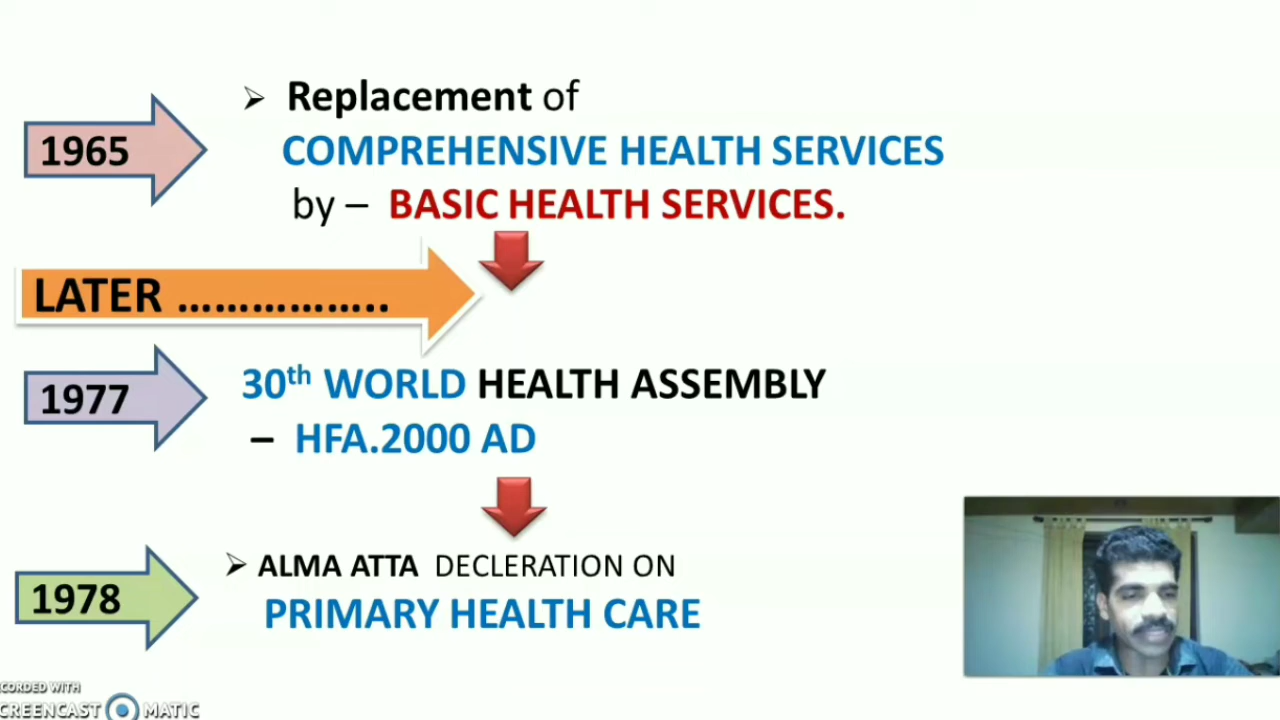 1965
➢ Replacement of
COMPREHENSIVE HEALTH SERVICES
by – BASIC HEALTH SERVICES.
LATER ……………..
1977
30th WORLD HEALTH ASSEMBLY
– HFA.2000 AD
1978
➢ ALMA ATTA DECLERATION ON
PRIMARY HEALTH CARE
CORDED WITH
CREENCAST MATIC